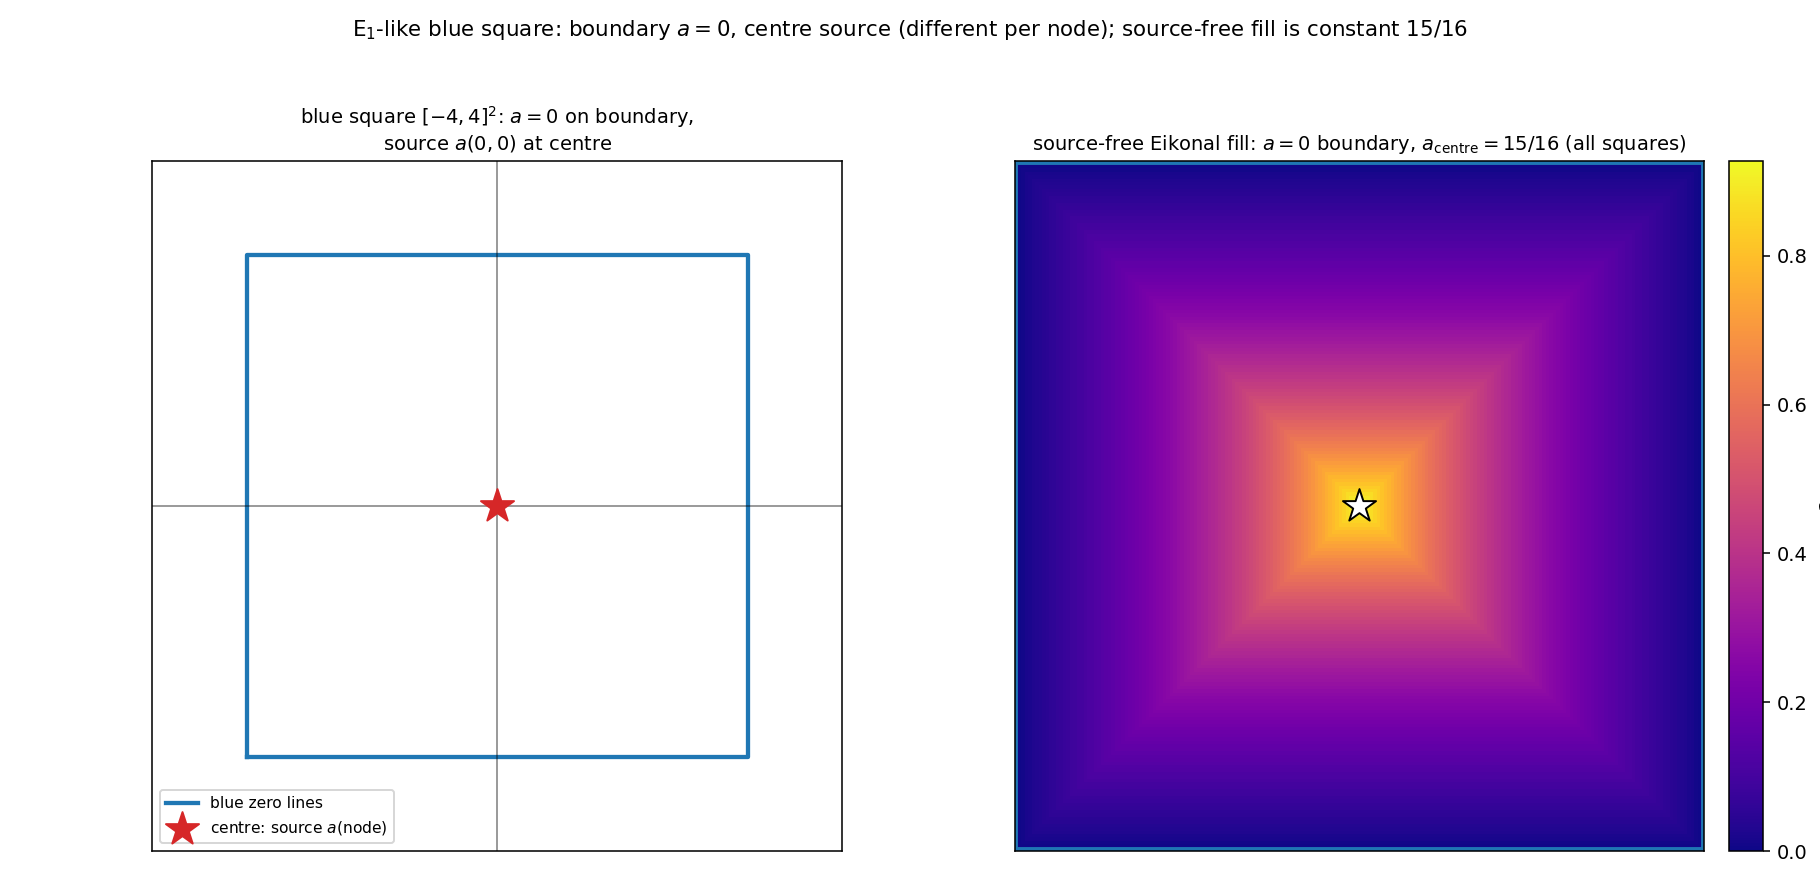 E₁-like blue square: boundary a = 0, centre source (different per node); source-free fill is constant 15/16
blue square [−4, 4]²: a = 0 on boundary,
source a(0, 0) at centre
blue zero lines
centre: source a(node)
source-free Eikonal fill: a = 0 boundary, a_centre = 15/16 (all squares)
0.8
0.6
0.4
0.2
0.0